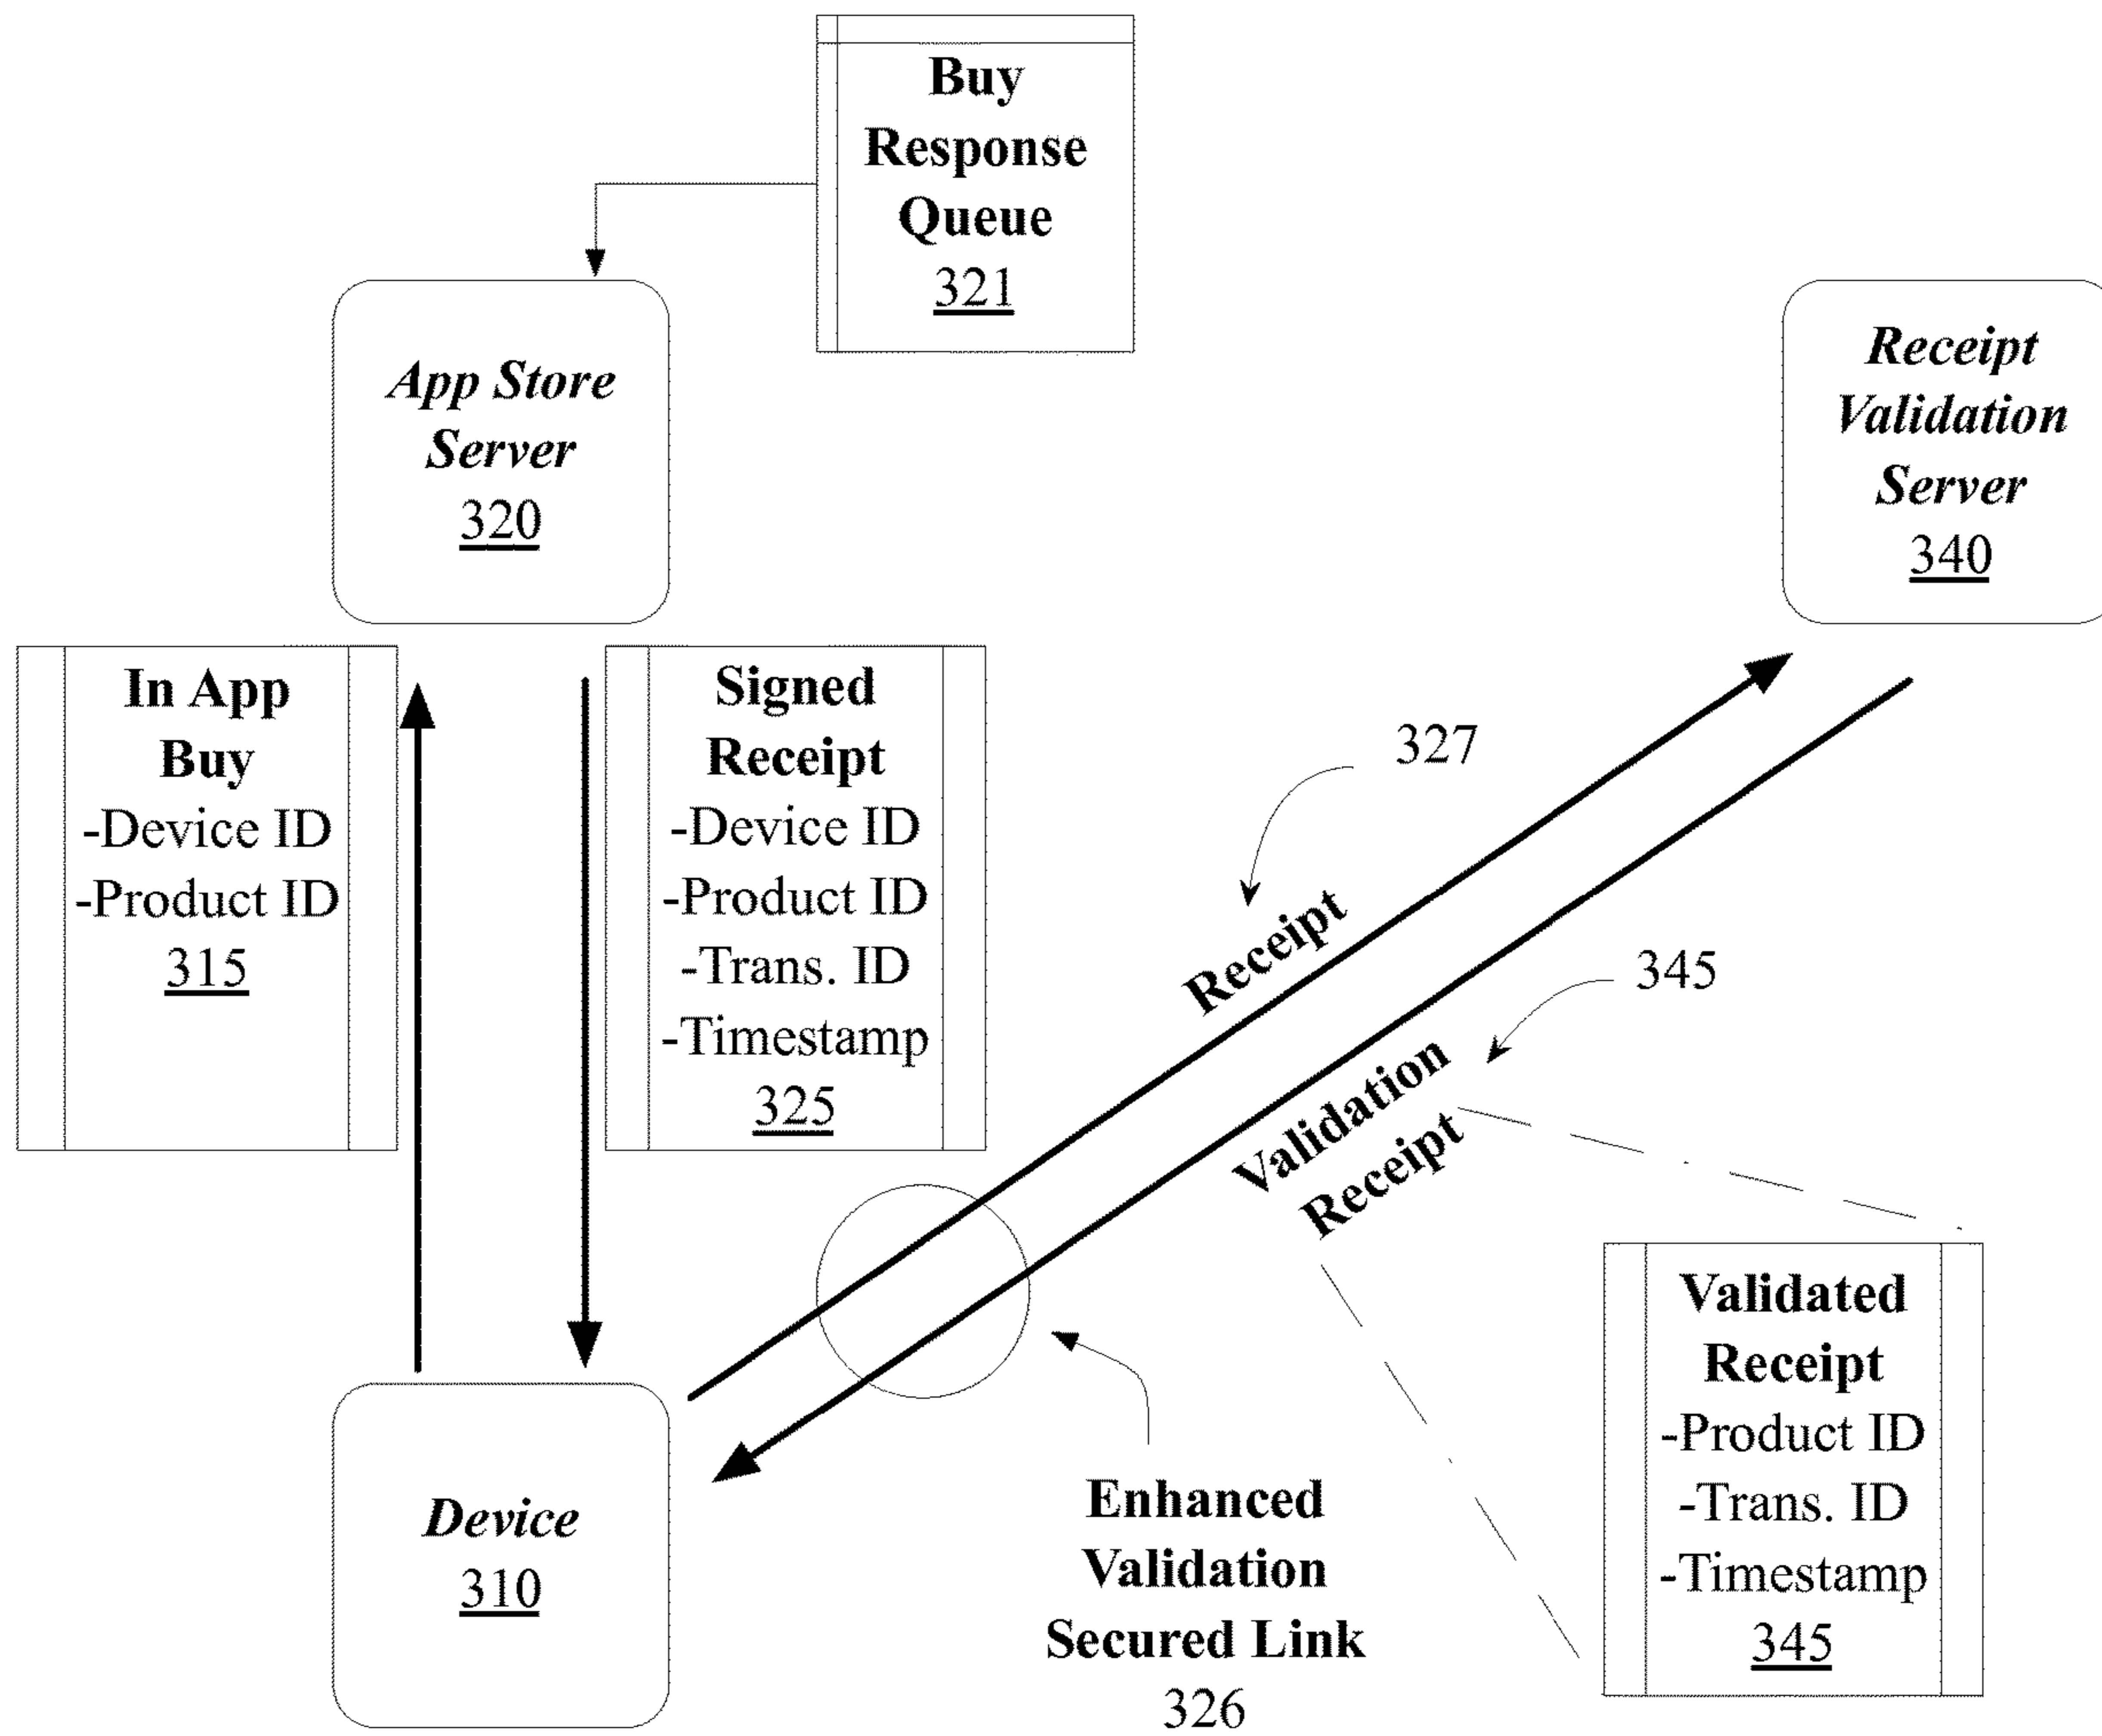 Buy
Response
Queue
321
App Store
Server
320
Receipt
Validation
Server
340
In App
Buy
-Device ID
-Product ID
315
Signed
Receipt
-Device ID
-Product ID
-Trans. ID
-Timestamp
325
327
Receipt
345
Validation
Receipt
Validated
Receipt
-Product ID
-Trans. ID
-Timestamp
345
Device
310
Enhanced
Validation
Secured Link
326